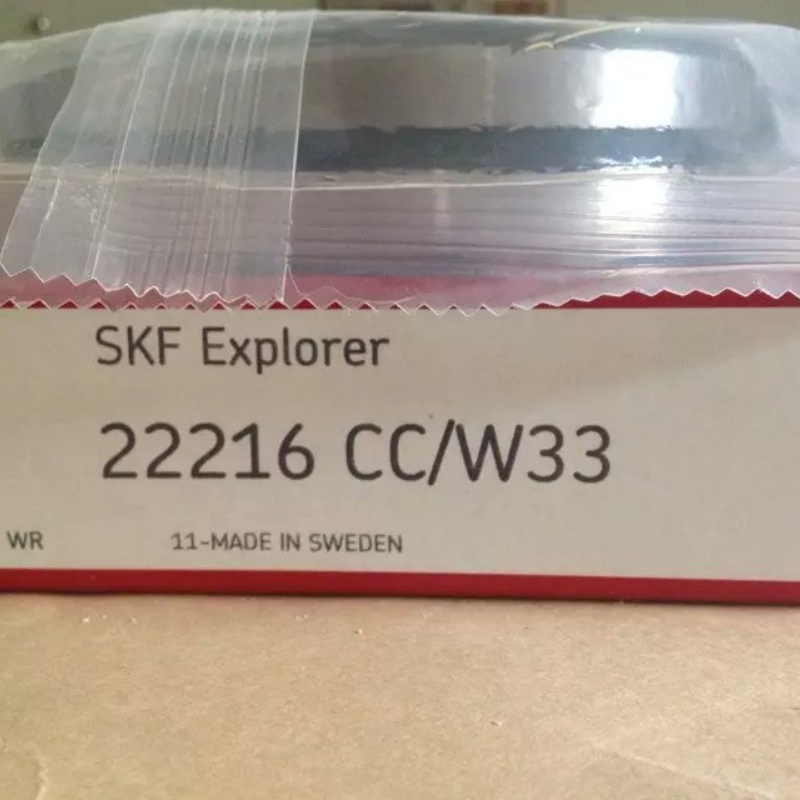 SKF Explorer
22216 CC/W33
WR 11-MADE IN SWEDEN